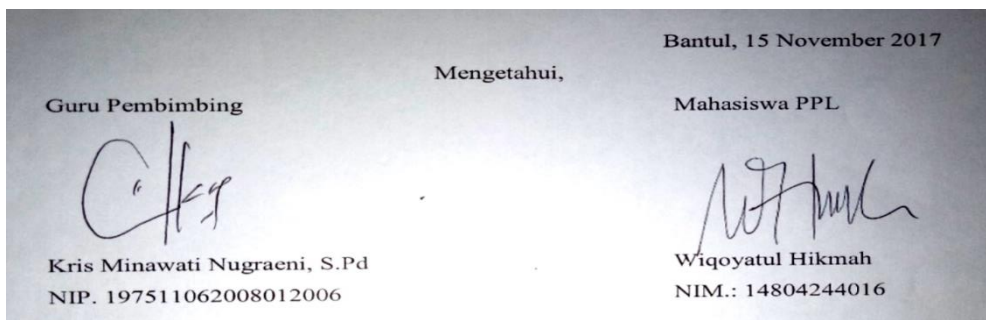 Bantul, 15 November 2017
Mengetahui,
Guru Pembimbing
Mahasiswa PPL
Kris Minawati Nugraeni, S.Pd
Wiqoyatul Hikmah
NIP. 197511062008012006
NIM.: 14804244016